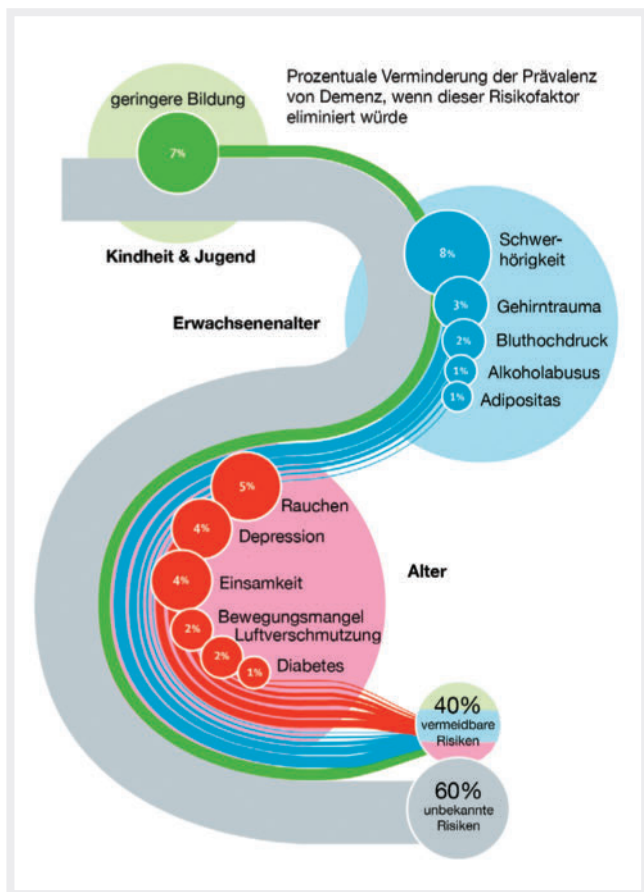 Prozentuale Verminderung der Prävalenz
von Demenz, wenn dieser Risikofaktor
eliminiert würde
geringere Bildung
7%
Kindheit & Jugend
Schwer-
hörigkeit
8%
Erwachsenenalter
3%
Gehirntrauma
2%
Bluthochdruck
1%
Alkoholabusus
1%
Adipositas
5%
Rauchen
4%
Depression
Alter
4%
Einsamkeit
2%
Bewegungsmangel
Luftverschmutzung
2%
Diabetes
1%
40%
vermeidbare
Risiken
60%
unbekannte
Risiken